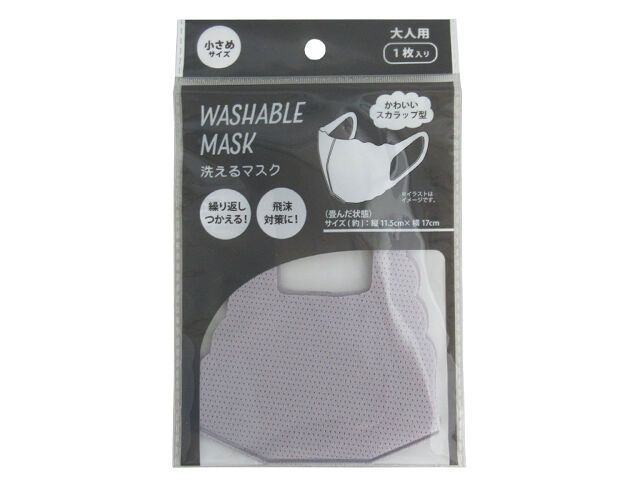 小さめ
サイズ
大人用
1枚入り
WASHABLE
MASK
洗えるマスク
かわいい
スカラップ型
※イラストは
イメージです。
繰り返し
つかえる!
飛沫
対策に!
(畳んだ状態)
サイズ(約):縦11.5cm×横17cm